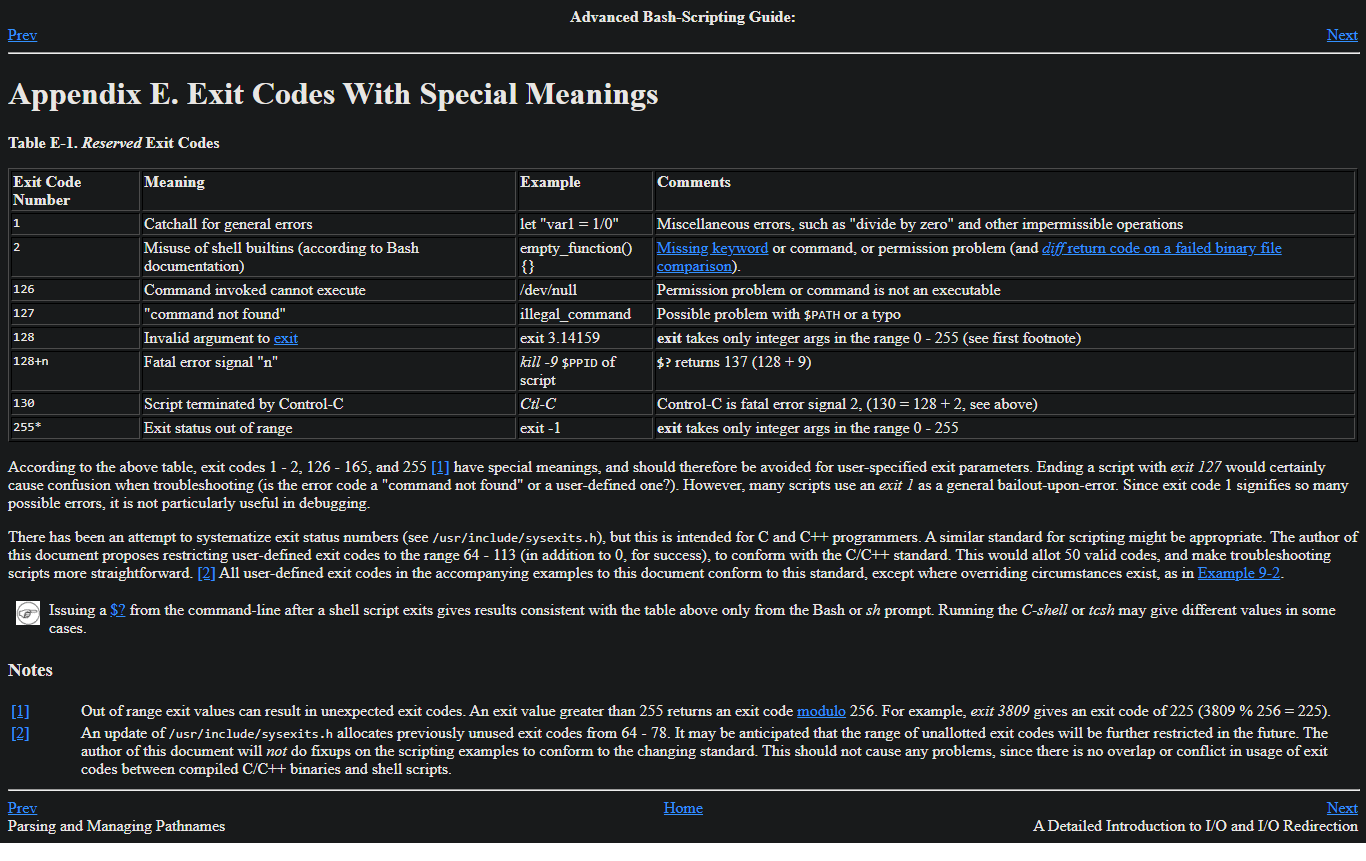 Advanced Bash-Scripting Guide:
Prev Next
Appendix E. Exit Codes With Special Meanings
Table E-1. Reserved Exit Codes
Exit Code Number Meaning Example Comments
1 Catchall for general errors let "var1 = 1/0" Miscellaneous errors, such as "divide by zero" and other impermissible operations
2 Misuse of shell builtins (according to Bash documentation) empty_function() {} Missing keyword or command, or permission problem (and diff return code on a failed binary file comparison).
126 Command invoked cannot execute /dev/null Permission problem or command is not an executable
127 "command not found" illegal_command Possible problem with $PATH or a typo
128 Invalid argument to exit exit 3.14159 exit takes only integer args in the range 0 - 255 (see first footnote)
128+n Fatal error signal "n" kill -9 $PPID of script $? returns 137 (128 + 9)
130 Script terminated by Control-C Ctl-C Control-C is fatal error signal 2, (130 = 128 + 2, see above)
255* Exit status out of range exit -1 exit takes only integer args in the range 0 - 255
According to the above table, exit codes 1 - 2, 126 - 165, and 255 [1] have special meanings, and should therefore be avoided for user-specified exit parameters. Ending a script with exit 127 would certainly
cause confusion when troubleshooting (is the error code a "command not found" or a user-defined one?). However, many scripts use an exit 1 as a general bailout-upon-error. Since exit code 1 signifies so many
possible errors, it is not particularly useful in debugging.
There has been an attempt to systematize exit status numbers (see /usr/include/sysexits.h), but this is intended for C and C++ programmers. A similar standard for scripting might be appropriate. The author of
this document proposes restricting user-defined exit codes to the range 64 - 113 (in addition to 0, for success), to conform with the C/C++ standard. This would allot 50 valid codes, and make troubleshooting
scripts more straightforward. [2] All user-defined exit codes in the accompanying examples to this document conform to this standard, except where overriding circumstances exist, as in Example 9-2.
Issuing a $? from the command-line after a shell script exits gives results consistent with the table above only from the Bash or sh prompt. Running the C-shell or tcsh may give different values in some
cases.
Notes
[1] Out of range exit values can result in unexpected exit codes. An exit value greater than 255 returns an exit code modulo 256. For example, exit 3809 gives an exit code of 225 (3809 % 256 = 225).
[2] An update of /usr/include/sysexits.h allocates previously unused exit codes from 64 - 78. It may be anticipated that the range of unallotted exit codes will be further restricted in the future. The
author of this document will not do fixups on the scripting examples to conform to the changing standard. This should not cause any problems, since there is no overlap or conflict in usage of exit
codes between compiled C/C++ binaries and shell scripts.
Prev Home Next
Parsing and Managing Pathnames A Detailed Introduction to I/O and I/O Redirection